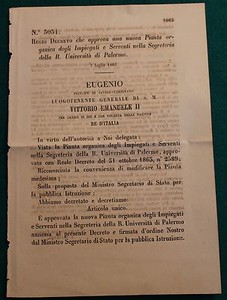 1063
N.° 5051.
REGIO DECRETO che approva una nuova Pianta or-
ganica degli Impiegati e Serventi nella Segreteria
della R. Università di Palermo.
7 luglio 1866
EUGENIO
PRINCIPE DI SAVOIA-CARIGNANO
LUOGOTENENTE GENERALE DI S. M.
VITTORIO EMANUELE II
PER GRAZIA DI DIO E PER VOLONTÀ DELLA NAZIONE
RE D'ITALIA
In virtù dell'autorità a Noi delegata;
Vista la Pianta organica degli Impiegati e Serventi
nella Segreteria della R. Università di Palermo, appro-
vata con Reale Decreto del 31 ottobre 1865, n.° 2589;
Riconosciuta la convenienza di modificare la Pianta
medesima;
Sulla proposta del Ministro Segretario di Stato per
la pubblica Istruzione;
Abbiamo decretato e decretiamo:
Articolo unico.
È approvata la nuova Pianta organica degli Impiegati
e Serventi nella Segreteria della R. Università di Palermo
annessa al presente Decreto e firmata d'ordine Nostro
dal Ministro Segretario di Stato per la pubblica Istruzione.